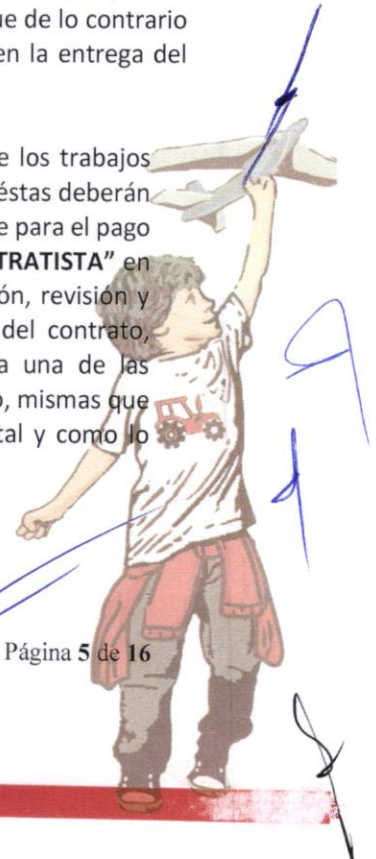 ue de lo contrario
en la entrega del
e los trabajos
éstas deberán
e para el pago
TRATISTA” en
ón, revisión y
del contrato,
a una de las
o, mismas que
tal y como lo
Página 5 de 16